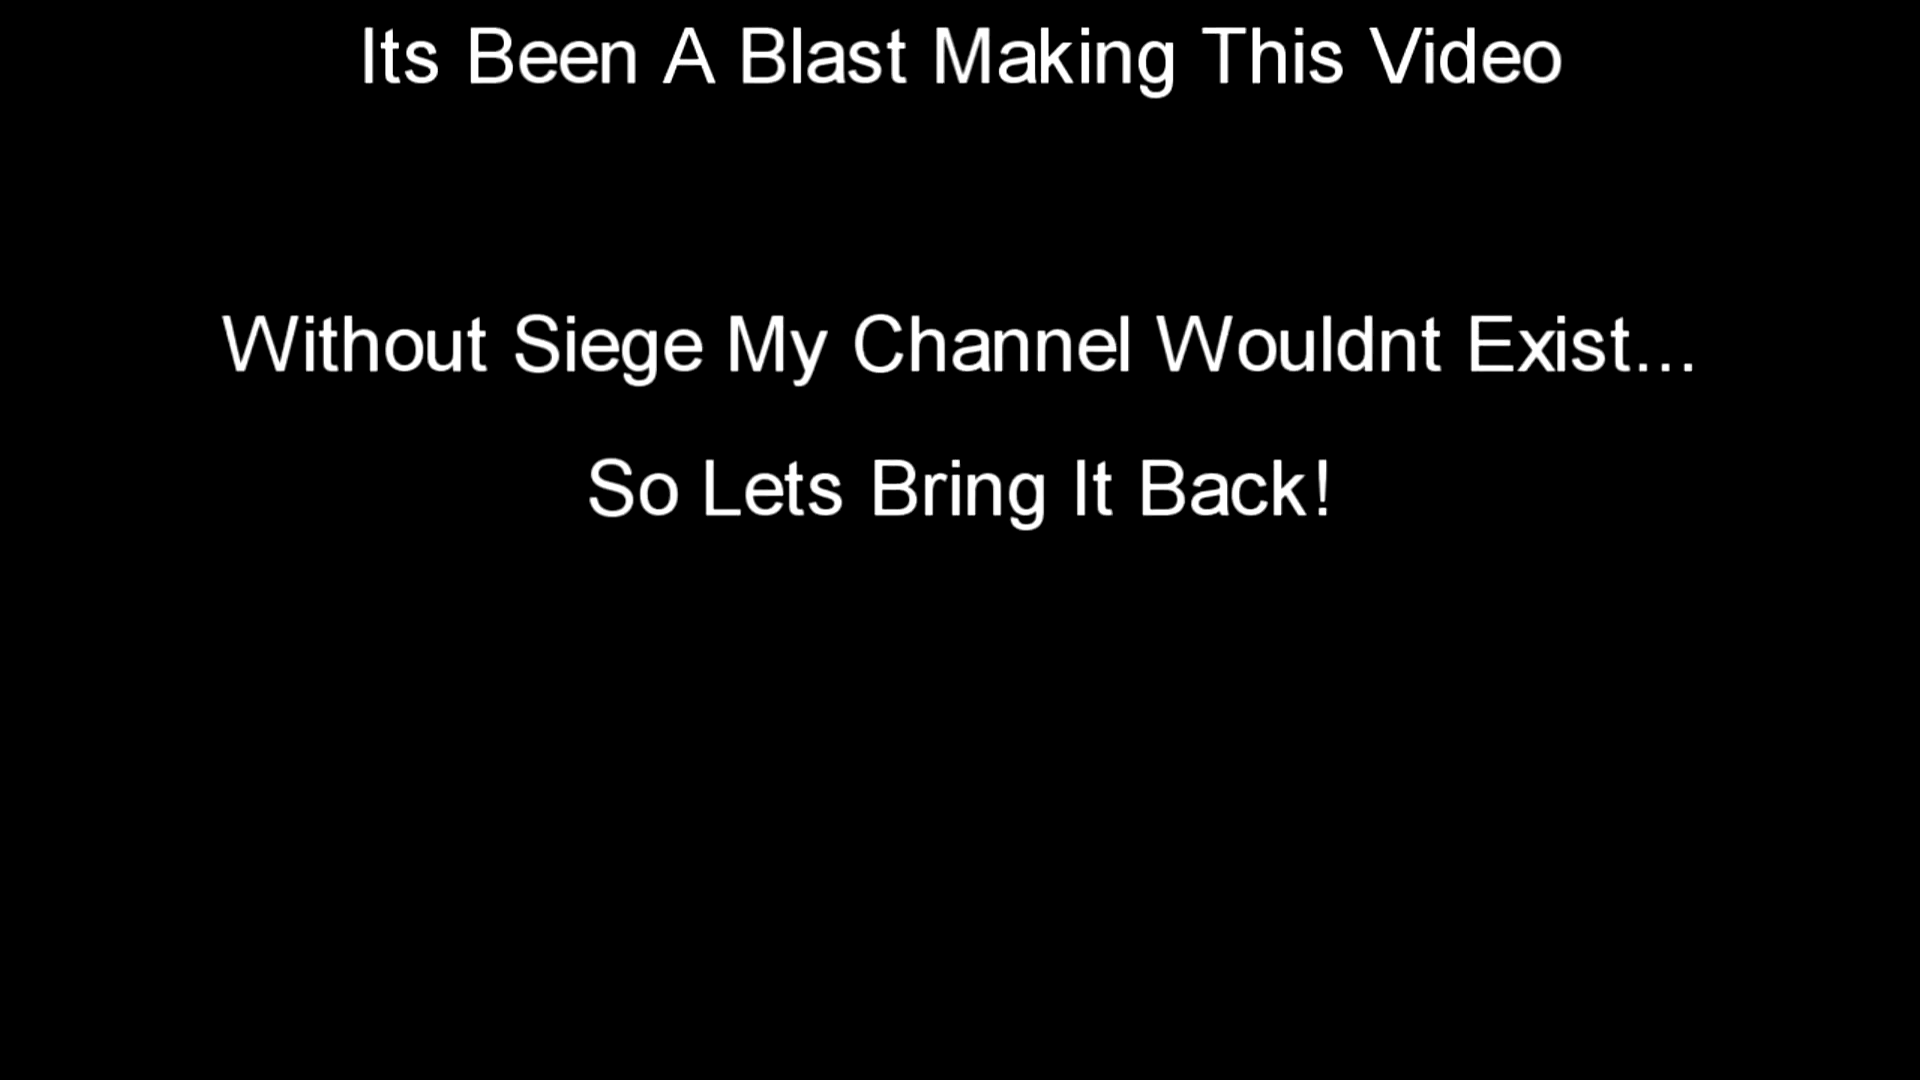 Its Been A Blast Making This Video
Without Siege My Channel Wouldnt Exist...
So Lets Bring It Back!